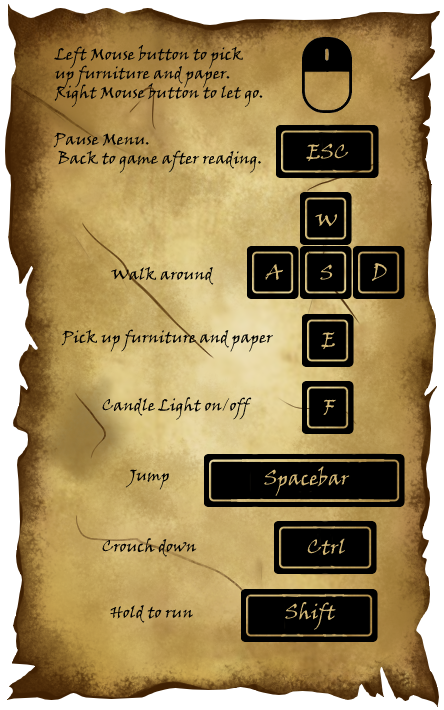 Left Mouse button to pick
up furniture and paper.
Right Mouse button to let go.
Pause Menu.
Back to game after reading.
ESC
W
Walk around
A S D
Pick up furniture and paper
E
Candle Light on/off
F
Jump
Spacebar
Crouch down
Ctrl
Hold to run
Shift